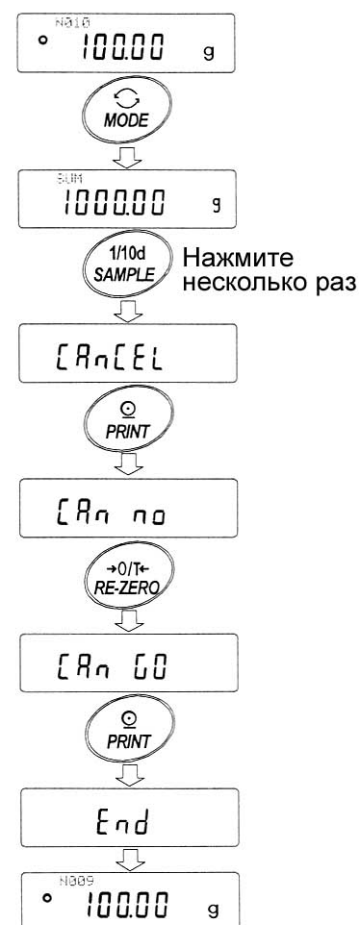 N010
100.00 g
MODE
SUM
1000.00 g
1/10d
SAMPLE
Нажмите
несколько раз
CAnCEL
PRINT
CAn no
→0/T←
RE-ZERO
CAn GO
PRINT
End
N009
100.00 g